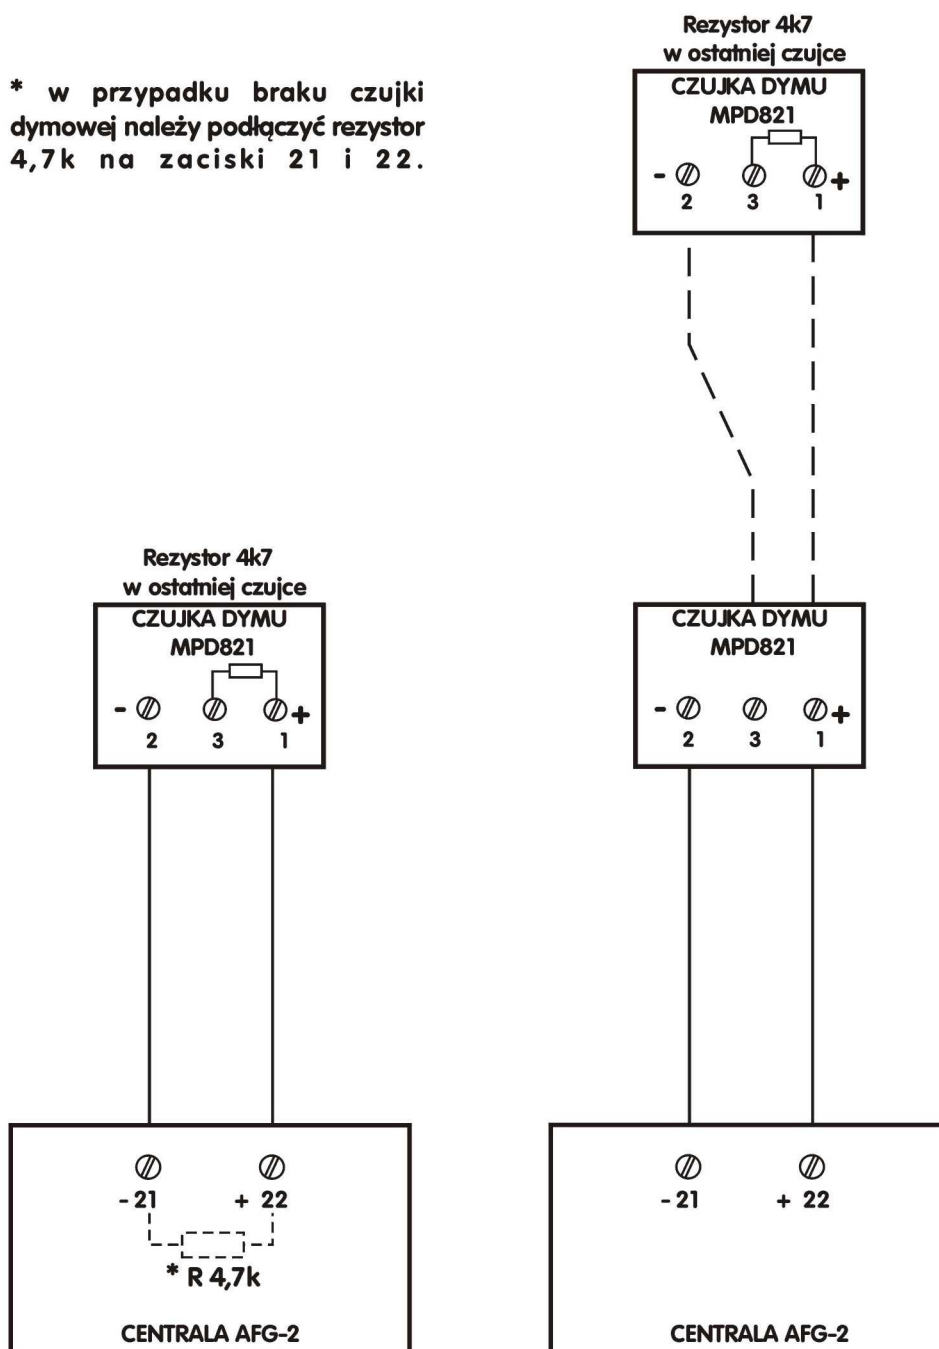 * w przypadku braku czujki
dymowej należy podłączyć rezystor
4,7k na zaciski 21 i 22.
Rezystor 4k7
w ostatniej czujce
CZUJKA DYMU
MPD821
- +
2 3 1
Rezystor 4k7
w ostatniej czujce
CZUJKA DYMU
MPD821
- +
2 3 1
CZUJKA DYMU
MPD821
- +
2 3 1
- 21 + 22
* R 4,7k
CENTRALA AFG-2
- 21 + 22
CENTRALA AFG-2